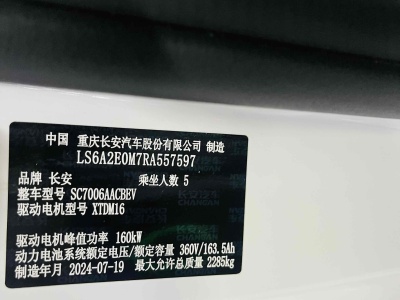 中国 重庆长安汽车股份有限公司 制造
LS6A2E0M7RA557597
品牌 长安 乘坐人数 5
整车型号 SC7006AACBEV
驱动电机型号 XTDM16
驱动电机峰值功率 160kW
动力电池系统额定电压/额定容量 360V/163.5Ah
制造年月 2024-07-19 最大允许总质量 2285kg